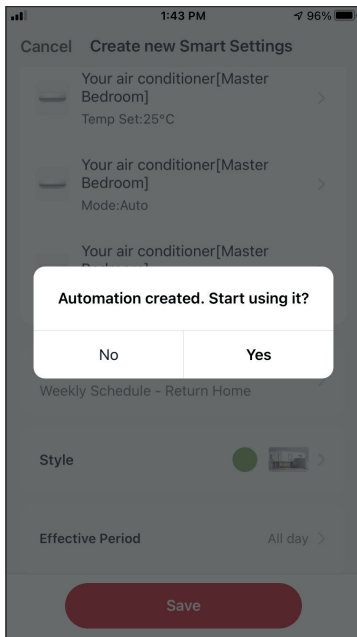 1:43 PM
96%
Cancel Create new Smart Settings
Your air conditioner[Master
Bedroom]
Temp Set:25°C
Your air conditioner[Master
Bedroom]
Mode:Auto
Your air conditioner[Master
Automation created. Start using it?
No Yes
Weekly Schedule - Return Home
Style
Effective Period All day
Save